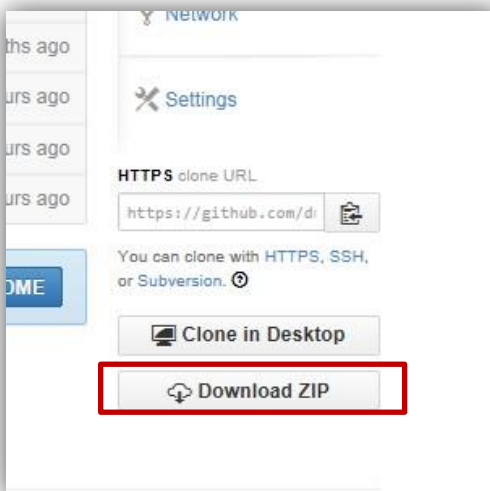 Network
ths ago
urs ago
Settings
urs ago
HTTPS clone URL
urs ago
https://github.com/d
You can clone with HTTPS, SSH,
or Subversion.
OME
Clone in Desktop
Download ZIP